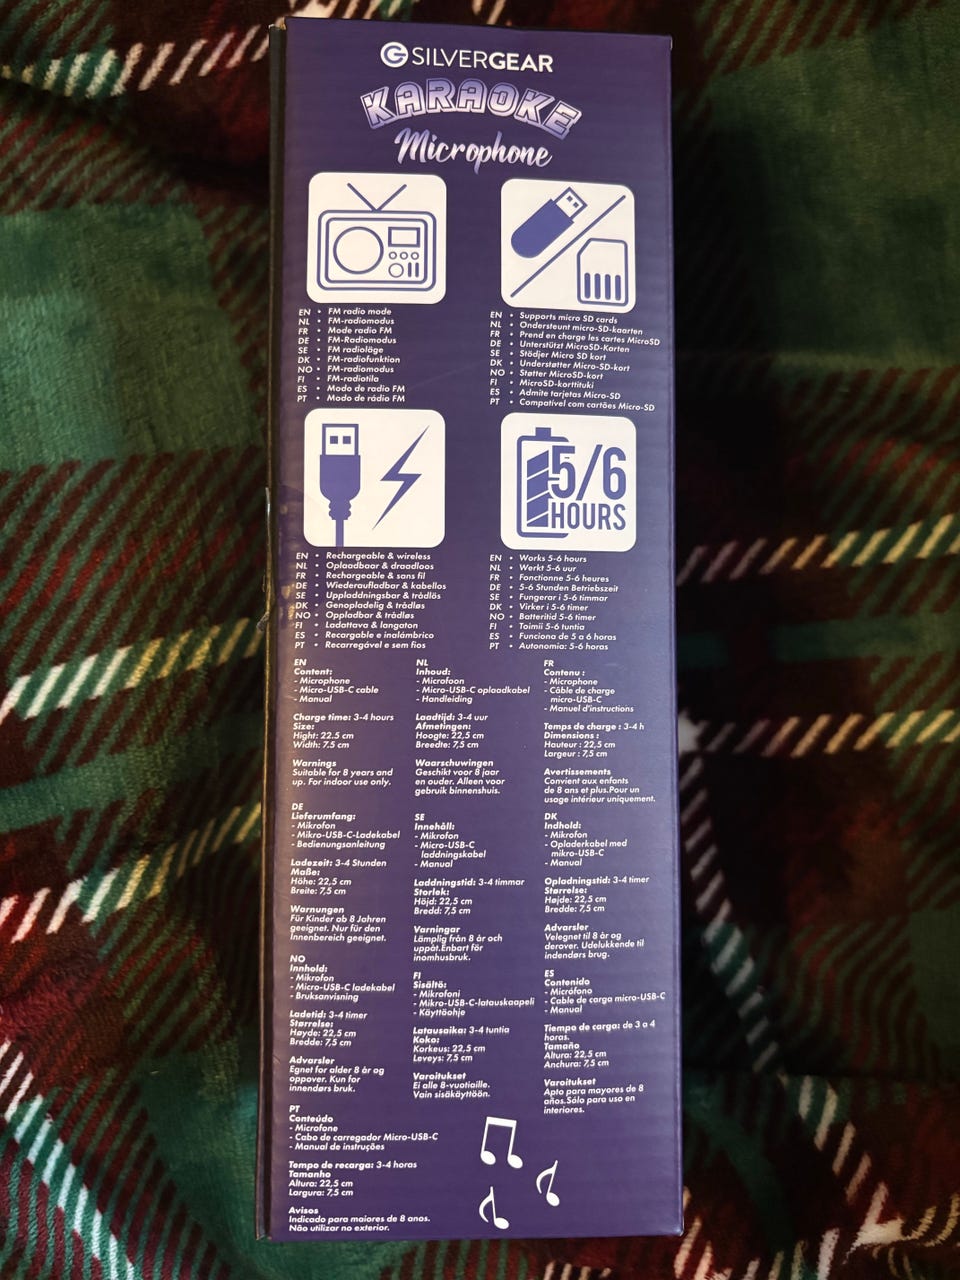 SILVERGEAR
KARAOKE
Microphone
EN • FM radio mode
NL • FM-radiomodus
FR • Mode radio FM
DE • FM-Radiomodus
SE • FM radioläge
DK • FM-radiofunktion
NO • FM-radiomodus
FI • FM-radiotila
ES • Modo de radio FM
PT • Modo de rádio FM
EN • Supports micro SD cards
NL • Ondersteunt micro-SD-kaarten
FR • Prend en charge les cartes MicroSD
DE • Unterstützt MicroSD-Karten
SE • Stödjer Micro SD kort
DK • Understøtter Micro-SD-kort
NO • Støtter MicroSD-kort
FI • MicroSD-korttituki
ES • Admite tarjetas Micro-SD
PT • Compatível com cartões Micro-SD
5/6
HOURS
EN • Rechargeable & wireless
NL • Oplaadbaar & draadloos
FR • Rechargeable & sans fil
DE • Wiederaufladbar & kabellos
SE • Uppladdningsbar & trådlös
DK • Genopladelig & trådløs
NO • Oppladbar & trådløs
FI • Ladattava & langaton
ES • Recargable e inalámbrico
PT • Recarregável e sem fios
EN • Works 5-6 hours
NL • Werkt 5-6 uur
FR • Fonctionne 5-6 heures
DE • 5-6 Stunden Betriebszeit
SE • Fungerar i 5-6 timmar
DK • Virker i 5-6 timer
NO • Batteritid 5-6 timer
FI • Toimii 5-6 tuntia
ES • Funciona de 5 a 6 horas
PT • Autonomia: 5-6 horas
EN
Content:
- Microphone
- Micro-USB-C cable
- Manual
Charge time: 3-4 hours
Size:
Hight: 22.5 cm
Width: 7.5 cm
Warnings
Suitable for 8 years and
up. For indoor use only.
NL
Inhoud:
- Microfoon
- Micro-USB-C oplaadkabel
- Handleiding
Laadtijd: 3-4 uur
Afmetingen:
Hoogte: 22,5 cm
Breedte: 7,5 cm
Waarschuwingen
Geschikt voor 8 jaar
en ouder. Alleen voor
gebruik binnenshuis.
FR
Contenu :
- Microphone
- Câble de charge
micro-USB-C
- Manuel d'instructions
Temps de charge : 3-4 h
Dimensions :
Hauteur : 22,5 cm
Largeur : 7,5 cm
Avertissements
Convient aux enfants
de 8 ans et plus.Pour un
usage intérieur uniquement.
DE
Lieferumfang:
- Mikrofon
- Mikro-USB-C-Ladekabel
- Bedienungsanleitung
Ladezeit: 3-4 Stunden
Maße:
Höhe: 22,5 cm
Breite: 7,5 cm
Warnungen
Für Kinder ab 8 Jahren
geeignet. Nur für den
Innenbereich geeignet.
SE
Innehåll:
- Mikrofon
- Micro-USB-C
laddningskabel
- Manual
Laddningstid: 3-4 timmar
Storlek:
Höjd: 22,5 cm
Bredd: 7,5 cm
Varningar
Lämplig från 8 år och
uppåt.Enbart för
inomhusbruk.
DK
Indhold:
- Mikrofon
- Opladerkabel med
mikro-USB-C
- Manual
Opladningstid: 3-4 timer
Størrelse:
Højde: 22,5 cm
Bredde: 7,5 cm
Advarsler
Velegnet til 8 år og
derover. Udelukkende til
indendørs brug.
NO
Innhold:
- Mikrofon
- Micro-USB-C ladekabel
- Bruksanvisning
Ladetid: 3-4 timer
Størrelse:
Høyde: 22,5 cm
Bredde: 7,5 cm
Advarsler
Egnet for alder 8 år og
oppover. Kun for
innendørs bruk.
FI
Sisältö:
- Mikrofoni
- Mikro-USB-C-latauskaapeli
- Käyttöohje
Latausaika: 3-4 tuntia
Koko:
Korkeus: 22,5 cm
Leveys: 7,5 cm
Varoitukset
Ei alle 8-vuotiaille.
Vain sisäkäyttöön.
ES
Contenido
- Micrófono
- Cable de carga micro-USB-C
- Manual
Tiempo de carga: de 3 a 4
horas.
Tamaño
Altura: 22,5 cm
Anchura: 7,5 cm
Varoitukset
Apto para mayores de 8
años.Solo para uso en
interiores.
PT
Conteúdo
- Microfone
- Cabo de carregador Micro-USB-C
- Manual de instruções
Tempo de recarga: 3-4 horas
Tamanho
Altura: 22,5 cm
Largura: 7,5 cm
Avisos
Indicado para maiores de 8 anos.
Não utilizar no exterior.